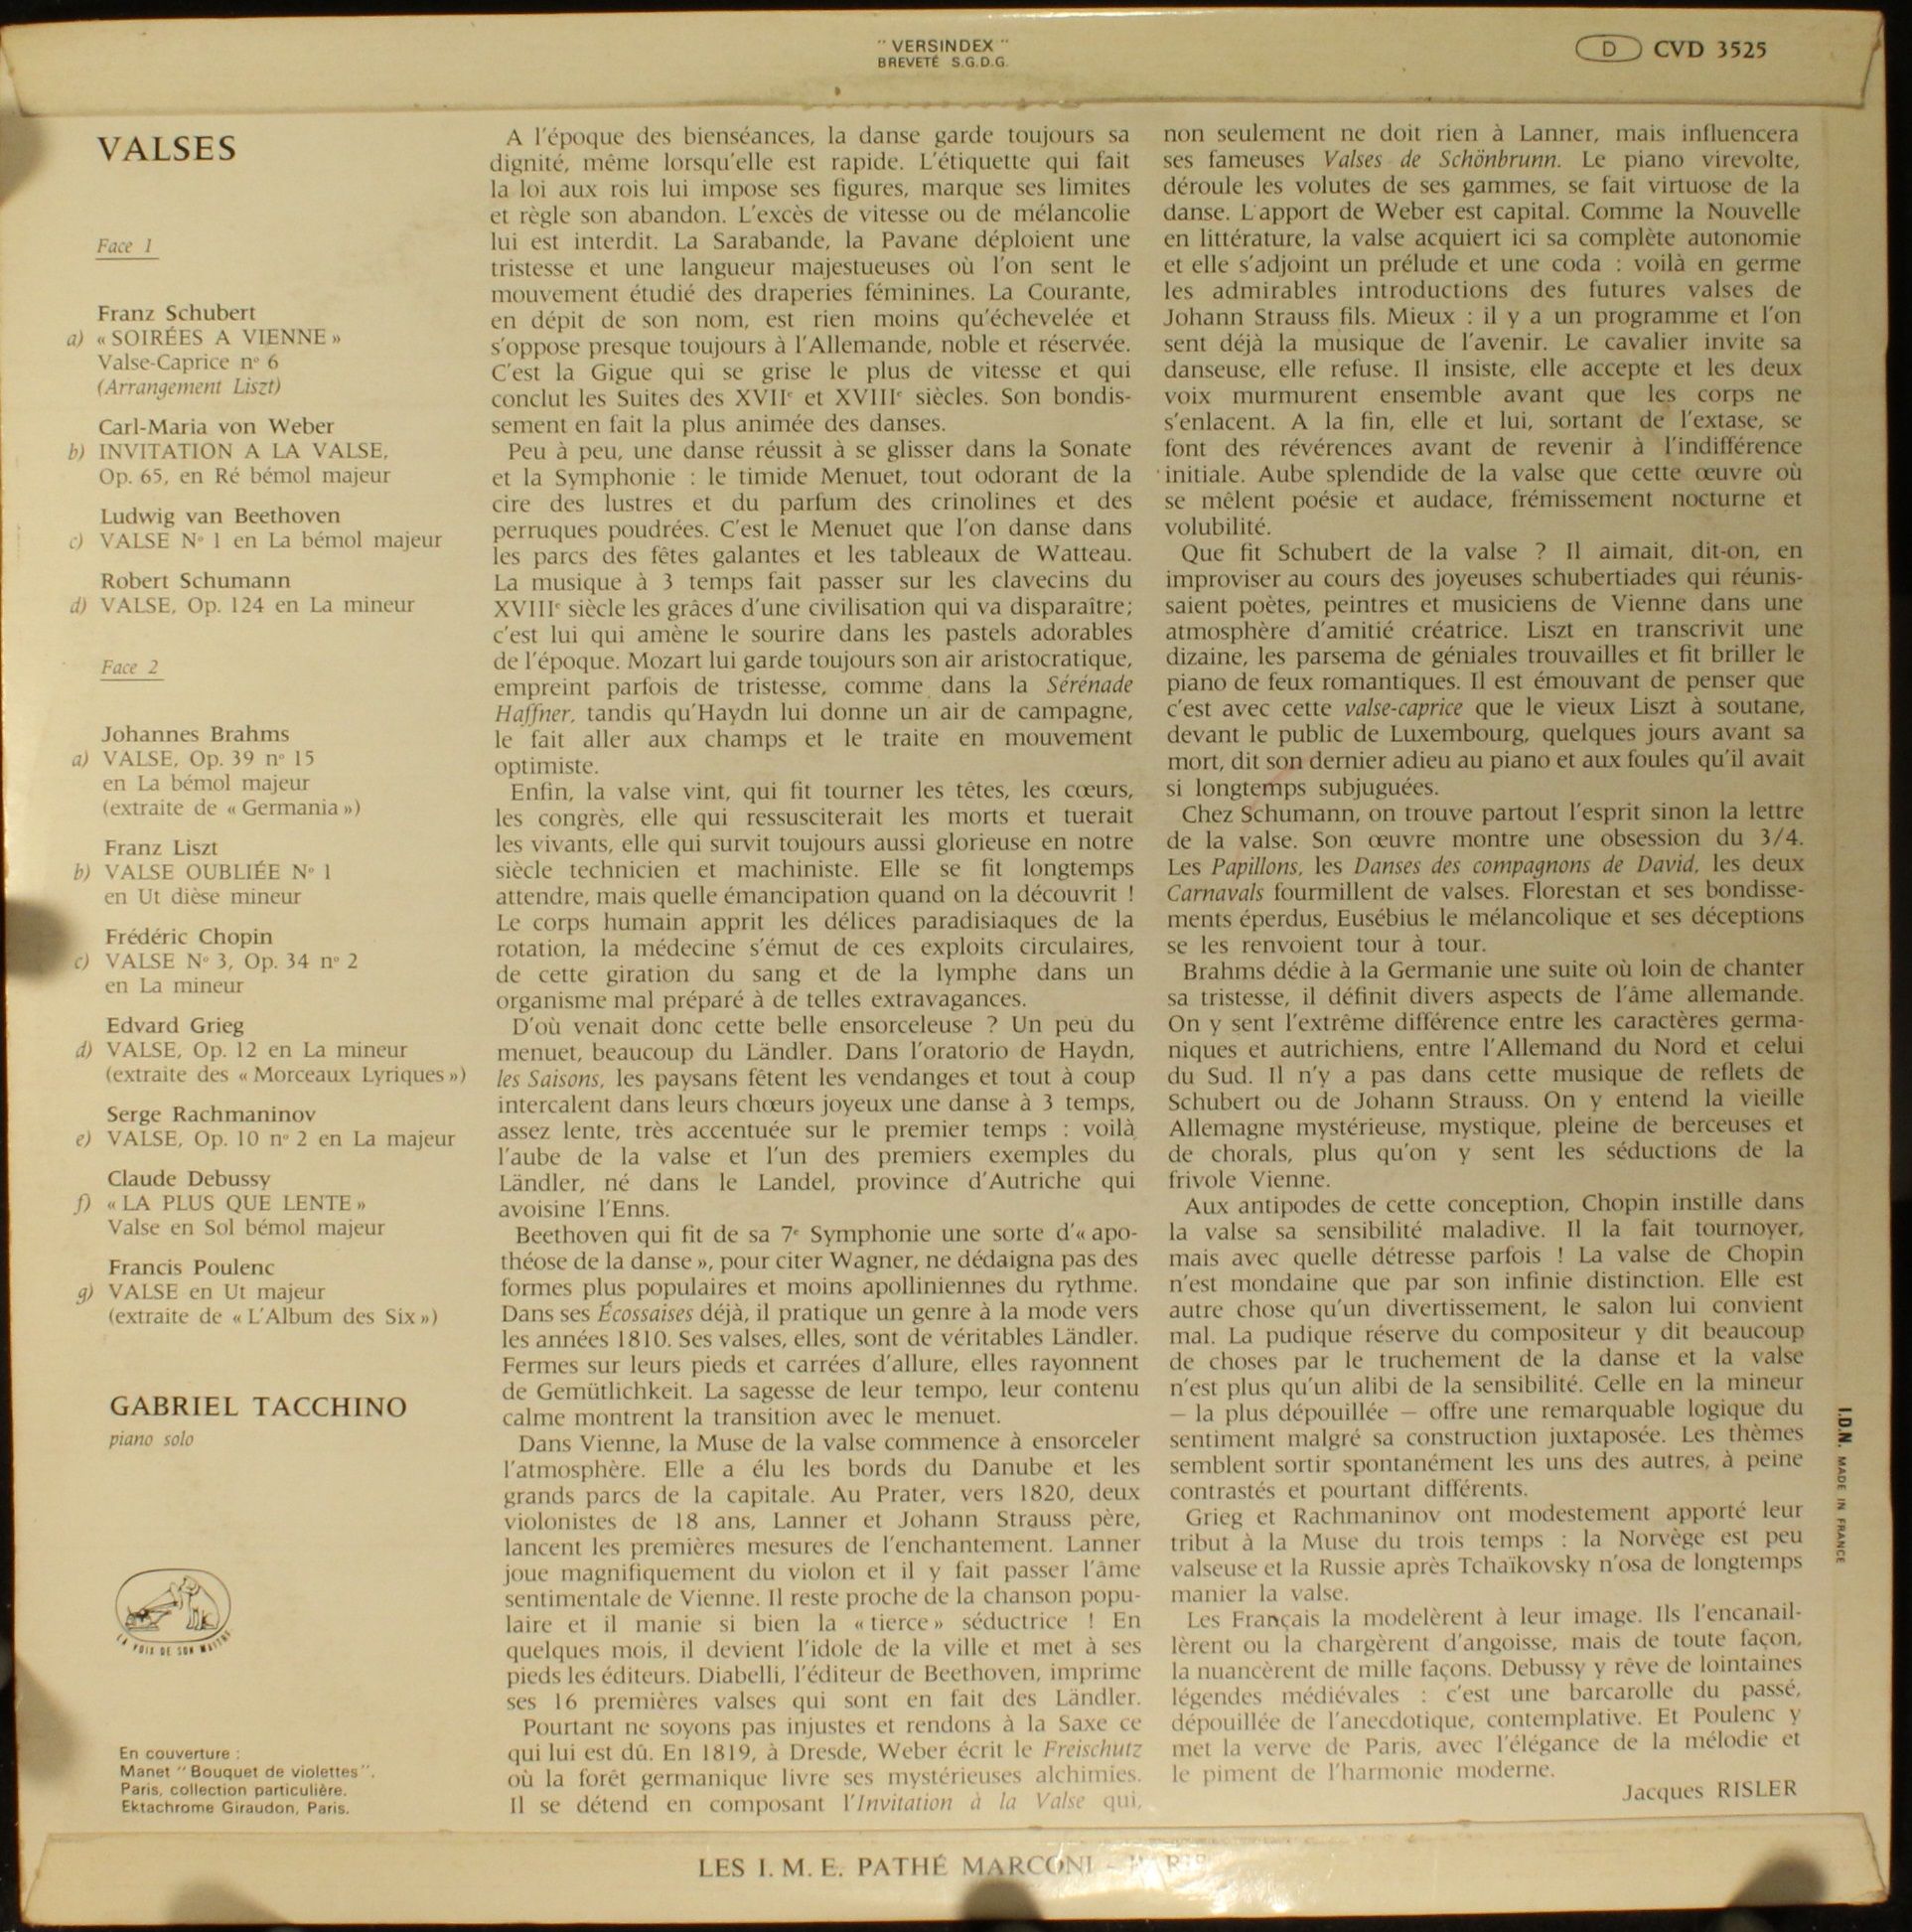 " VERSINDEX "
BREVETÉ S.G.D.G.
D CVD 3525
VALSES
Face 1
Franz Schubert
a) « SOIRÉES A VIENNE »
Valse-Caprice nº 6
(Arrangement Liszt)
Carl-Maria von Weber
b) INVITATION A LA VALSE,
Op. 65, en Ré bémol majeur
Ludwig van Beethoven
c) VALSE Nº 1 en La bémol majeur
Robert Schumann
d) VALSE, Op. 124 en La mineur
Face 2
Johannes Brahms
a) VALSE, Op. 39 nº 15
en La bémol majeur
(extraite de « Germania »)
Franz Liszt
b) VALSE OUBLIÉE Nº 1
en Ut dièse mineur
Frédéric Chopin
c) VALSE Nº 3, Op. 34 nº 2
en La mineur
Edvard Grieg
d) VALSE, Op. 12 en La mineur
(extraite des « Morceaux Lyriques »)
Serge Rachmaninov
e) VALSE, Op. 10 nº 2 en La majeur
Claude Debussy
f) « LA PLUS QUE LENTE »
Valse en Sol bémol majeur
Francis Poulenc
g) VALSE en Ut majeur
(extraite de « L'Album des Six »)
GABRIEL TACCHINO
piano solo
LA VOIX DE SON MAITRE
En couverture :
Manet " Bouquet de violettes ".
Paris, collection particulière.
Ektachrome Giraudon, Paris.
A l'époque des bienséances, la danse garde toujours sa
dignité, même lorsqu'elle est rapide. L'étiquette qui fait
la loi aux rois lui impose ses figures, marque ses limites
et règle son abandon. L'excès de vitesse ou de mélancolie
lui est interdit. La Sarabande, la Pavane déploient une
tristesse et une langueur majestueuses où l'on sent le
mouvement étudié des draperies féminines. La Courante,
en dépit de son nom, est rien moins qu'échevelée et
s'oppose presque toujours à l'Allemande, noble et réservée.
C'est la Gigue qui se grise le plus de vitesse et qui
conclut les Suites des XVIIe et XVIIIe siècles. Son bondis-
sement en fait la plus animée des danses.
Peu à peu, une danse réussit à se glisser dans la Sonate
et la Symphonie : le timide Menuet, tout odorant de la
cire des lustres et du parfum des crinolines et des
perruques poudrées. C'est le Menuet que l'on danse dans
les parcs des fêtes galantes et les tableaux de Watteau.
La musique à 3 temps fait passer sur les clavecins du
XVIIIe siècle les grâces d'une civilisation qui va disparaître;
c'est lui qui amène le sourire dans les pastels adorables
de l'époque. Mozart lui garde toujours son air aristocratique,
empreint parfois de tristesse, comme dans la Sérénade
Haffner, tandis qu'Haydn lui donne un air de campagne,
le fait aller aux champs et le traite en mouvement
optimiste.
Enfin, la valse vint, qui fit tourner les têtes, les cœurs,
les congrès, elle qui ressusciterait les morts et tuerait
les vivants, elle qui survit toujours aussi glorieuse en notre
siècle technicien et machiniste. Elle se fit longtemps
attendre, mais quelle émancipation quand on la découvrit !
Le corps humain apprit les délices paradisiaques de la
rotation, la médecine s'émut de ces exploits circulaires,
de cette giration du sang et de la lymphe dans un
organisme mal préparé à de telles extravagances.
D'où venait donc cette belle ensorceleuse ? Un peu du
menuet, beaucoup du Ländler. Dans l'oratorio de Haydn,
les Saisons, les paysans fêtent les vendanges et tout à coup
intercalent dans leurs chœurs joyeux une danse à 3 temps,
assez lente, très accentuée sur le premier temps : voilà
l'aube de la valse et l'un des premiers exemples du
Ländler, né dans le Landel, province d'Autriche qui
avoisine l'Enns.
Beethoven qui fit de sa 7e Symphonie une sorte d'« apo-
théose de la danse », pour citer Wagner, ne dédaigna pas des
formes plus populaires et moins apolliniennes du rythme.
Dans ses Écossaises déjà, il pratique un genre à la mode vers
les années 1810. Ses valses, elles, sont de véritables Ländler.
Fermes sur leurs pieds et carrées d'allure, elles rayonnent
de Gemütlichkeit. La sagesse de leur tempo, leur contenu
calme montrent la transition avec le menuet.
Dans Vienne, la Muse de la valse commence à ensorceler
l'atmosphère. Elle a élu les bords du Danube et les
grands parcs de la capitale. Au Prater, vers 1820, deux
violonistes de 18 ans, Lanner et Johann Strauss père,
lancent les premières mesures de l'enchantement. Lanner
joue magnifiquement du violon et il y fait passer l'âme
sentimentale de Vienne. Il reste proche de la chanson popu-
laire et il manie si bien la « tierce » séductrice ! En
quelques mois, il devient l'idole de la ville et met à ses
pieds les éditeurs. Diabelli, l'éditeur de Beethoven, imprime
ses 16 premières valses qui sont en fait des Ländler.
Pourtant ne soyons pas injustes et rendons à la Saxe ce
qui lui est dû. En 1819, à Dresde, Weber écrit le Freischutz
où la forêt germanique livre ses mystérieuses alchimies.
Il se détend en composant l'Invitation à la Valse qui,
non seulement ne doit rien à Lanner, mais influencera
ses fameuses Valses de Schönbrunn. Le piano virevolte,
déroule les volutes de ses gammes, se fait virtuose de la
danse. L'apport de Weber est capital. Comme la Nouvelle
en littérature, la valse acquiert ici sa complète autonomie
et elle s'adjoint un prélude et une coda : voilà en germe
les admirables introductions des futures valses de
Johann Strauss fils. Mieux : il y a un programme et l'on
sent déjà la musique de l'avenir. Le cavalier invite sa
danseuse, elle refuse. Il insiste, elle accepte et les deux
voix murmurent ensemble avant que les corps ne
s'enlacent. A la fin, elle et lui, sortant de l'extase, se
font des révérences avant de revenir à l'indifférence
initiale. Aube splendide de la valse que cette œuvre où
se mêlent poésie et audace, frémissement nocturne et
volubilité.
Que fit Schubert de la valse ? Il aimait, dit-on, en
improviser au cours des joyeuses schubertiades qui réunis-
saient poètes, peintres et musiciens de Vienne dans une
atmosphère d'amitié créatrice. Liszt en transcrivit une
dizaine, les parsema de géniales trouvailles et fit briller le
piano de feux romantiques. Il est émouvant de penser que
c'est avec cette valse-caprice que le vieux Liszt à soutane,
devant le public de Luxembourg, quelques jours avant sa
mort, dit son dernier adieu au piano et aux foules qu'il avait
si longtemps subjuguées.
Chez Schumann, on trouve partout l'esprit sinon la lettre
de la valse. Son œuvre montre une obsession du 3/4.
Les Papillons, les Danses des compagnons de David, les deux
Carnavals fourmillent de valses. Florestan et ses bondisse-
ments éperdus, Eusébius le mélancolique et ses déceptions
se les renvoient tour à tour.
Brahms dédie à la Germanie une suite où loin de chanter
sa tristesse, il définit divers aspects de l'âme allemande.
On y sent l'extrême différence entre les caractères germa-
niques et autrichiens, entre l'Allemand du Nord et celui
du Sud. Il n'y a pas dans cette musique de reflets de
Schubert ou de Johann Strauss. On y entend la vieille
Allemagne mystérieuse, mystique, pleine de berceuses et
de chorals, plus qu'on y sent les séductions de la
frivole Vienne.
Aux antipodes de cette conception, Chopin instille dans
la valse sa sensibilité maladive. Il la fait tournoyer,
mais avec quelle détresse parfois ! La valse de Chopin
n'est mondaine que par son infinie distinction. Elle est
autre chose qu'un divertissement, le salon lui convient
mal. La pudique réserve du compositeur y dit beaucoup
de choses par le truchement de la danse et la valse
n'est plus qu'un alibi de la sensibilité. Celle en la mineur
— la plus dépouillée — offre une remarquable logique du
sentiment malgré sa construction juxtaposée. Les thèmes
semblent sortir spontanément les uns des autres, à peine
contrastés et pourtant différents.
Grieg et Rachmaninov ont modestement apporté leur
tribut à la Muse du trois temps : la Norvège est peu
valseuse et la Russie après Tchaïkovsky n'osa de longtemps
manier la valse.
Les Français la modelèrent à leur image. Ils l'encanail-
lèrent ou la chargèrent d'angoisse, mais de toute façon,
la nuancèrent de mille façons. Debussy y rêve de lointaines
légendes médiévales : c'est une barcarolle du passé,
dépouillée de l'anecdotique, contemplative. Et Poulenc y
met la verve de Paris, avec l'élégance de la mélodie et
le piment de l'harmonie moderne.
Jacques RISLER
I.D.N. MADE IN FRANCE
LES I. M. E. PATHÉ MARCONI - PARIS